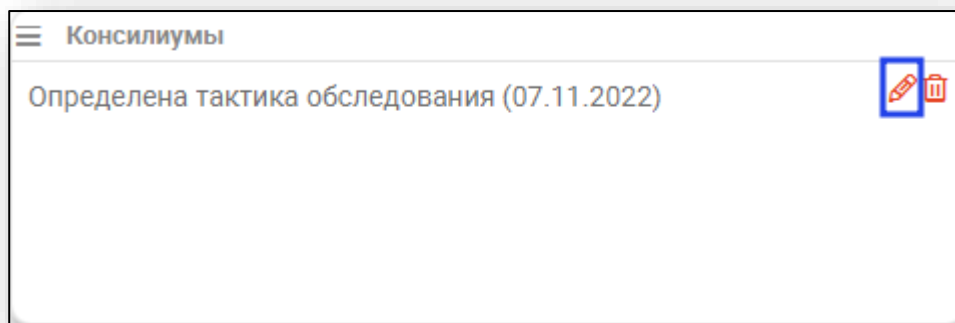 Консилиумы
Определена тактика обследования (07.11.2022)